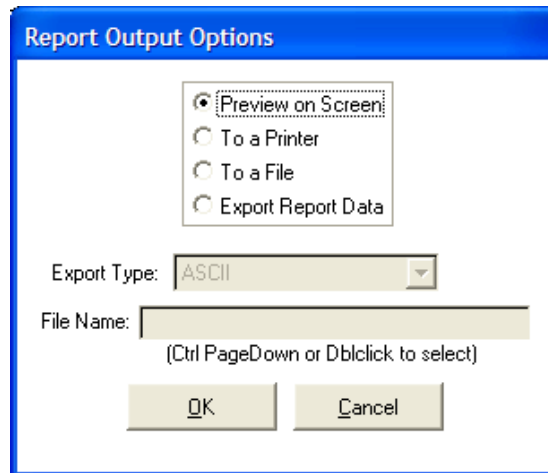 Report Output Options
Preview on Screen
To a Printer
To a File
Export Report Data
Export Type: ASCII
File Name:
(Ctrl PageDown or Dblclick to select)
OK Cancel